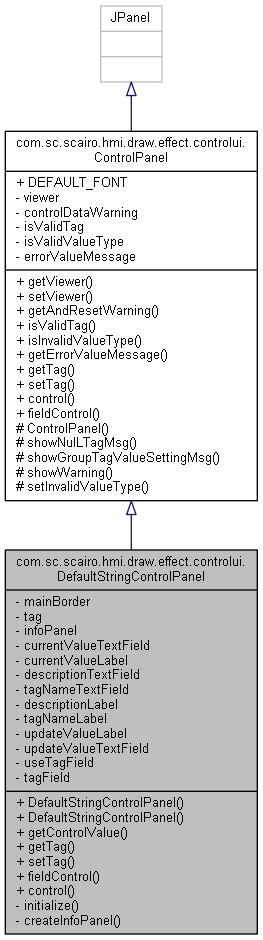 JPanel
com.sc.scairo.hmi.draw.effect.controlui.
ControlPanel
+ DEFAULT_FONT
- viewer
- controlDataWarning
- isValidTag
- isValidValueType
- errorValueMessage
+ getViewer()
+ setViewer()
+ getAndResetWarning()
+ isValidTag()
+ isInvalidValueType()
+ getErrorValueMessage()
+ getTag()
+ setTag()
+ control()
+ fieldControl()
# ControlPanel()
# showNulLTagMsg()
# showGroupTagValueSettingMsg()
# showWarning()
# setInvalidValueType()
com.sc.scairo.hmi.draw.effect.controlui.
DefaultStringControlPanel
- mainBorder
- tag
- infoPanel
- currentValueTextField
- currentValueLabel
- descriptionTextField
- tagNameTextField
- descriptionLabel
- tagNameLabel
- updateValueLabel
- updateValueTextField
- useTagField
- tagField
+ DefaultStringControlPanel()
+ DefaultStringControlPanel()
+ getControlValue()
+ getTag()
+ setTag()
+ fieldControl()
+ control()
- initialize()
- createInfoPanel()